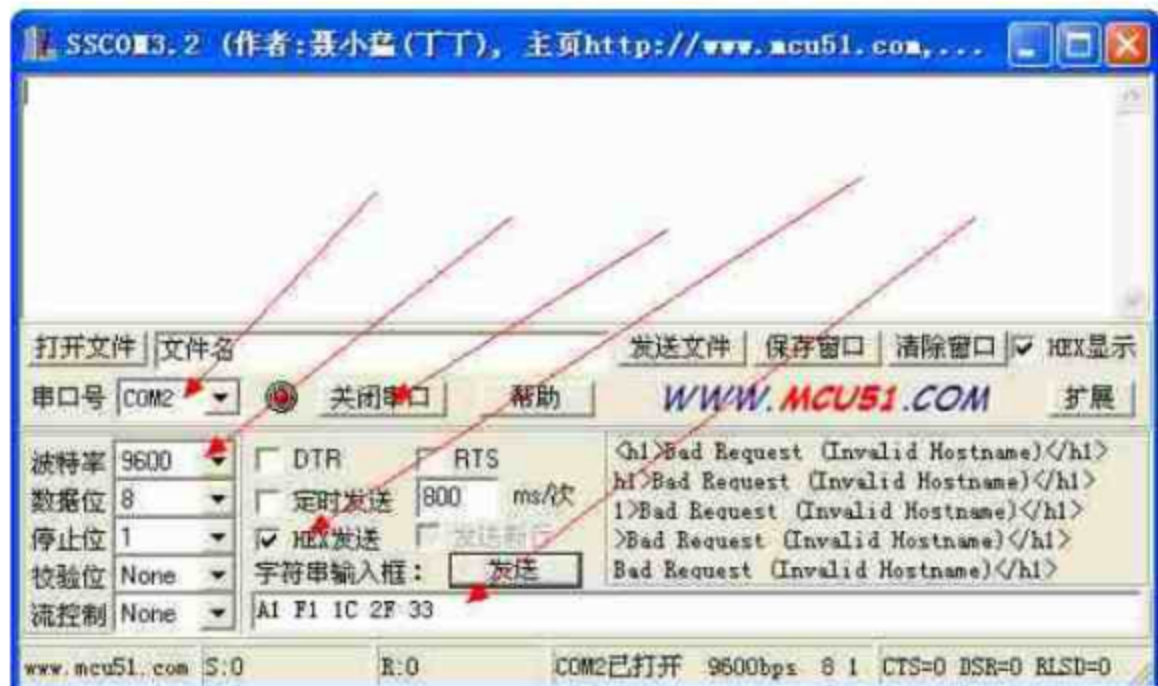 SSCOM3.2 (作者:聂小猛(丁丁), 主页http://www.mcu51.com,...
打开文件 文件名 发送文件 保存窗口 清除窗口 HEX显示
串口号 COM2 关闭串口 帮助 WWW.MCU51.COM 扩展
波特率 9600 DTR RTS
数据位 8 定时发送 800 ms/次
停止位 1 HEX发送 发送新行
校验位 None 字符串输入框: 发送
流控制 None A1 F1 1C 2F 33
<h1>Bad Request (Invalid Hostname)</h1>
h1>Bad Request (Invalid Hostname)</h1>
1>Bad Request (Invalid Hostname)</h1>
>Bad Request (Invalid Hostname)</h1>
Bad Request (Invalid Hostname)</h1>
www.mcu51.com S:0 R:0 COM2已打开 9600bps 8 1 CTS=0 DSR=0 RLSD=0